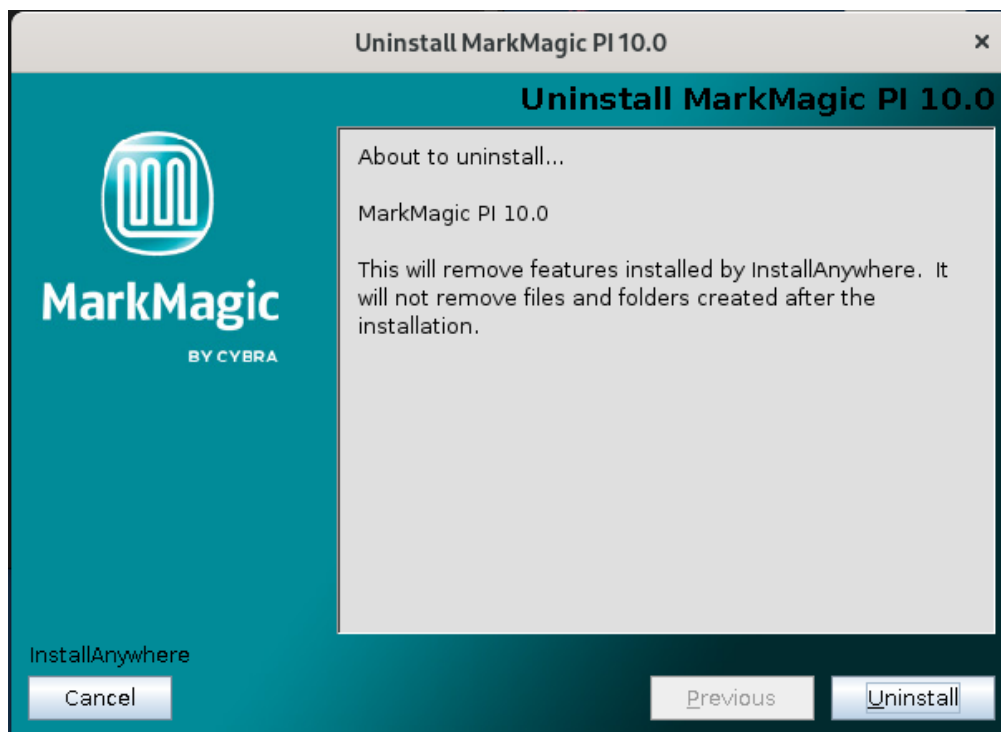 Uninstall MarkMagic PI 10.0
×
Uninstall MarkMagic PI 10.0
MarkMagic
BY CYBRA
About to uninstall...
MarkMagic PI 10.0
This will remove features installed by InstallAnywhere.  It
will not remove files and folders created after the
installation.
InstallAnywhere
Cancel
Previous
Uninstall